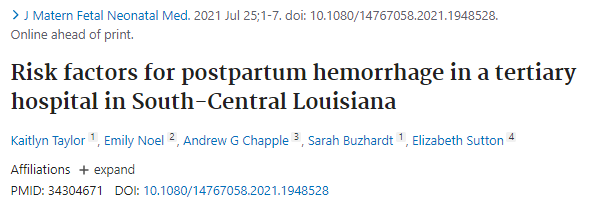 > J Matern Fetal Neonatal Med. 2021 Jul 25;1-7. doi: 10.1080/14767058.2021.1948528.
Online ahead of print.
Risk factors for postpartum hemorrhage in a tertiary
hospital in South-Central Louisiana
Kaitlyn Taylor 1, Emily Noel 2, Andrew G Chapple 3, Sarah Buzhardt 1, Elizabeth Sutton 4
Affiliations + expand
PMID: 34304671 DOI: 10.1080/14767058.2021.1948528